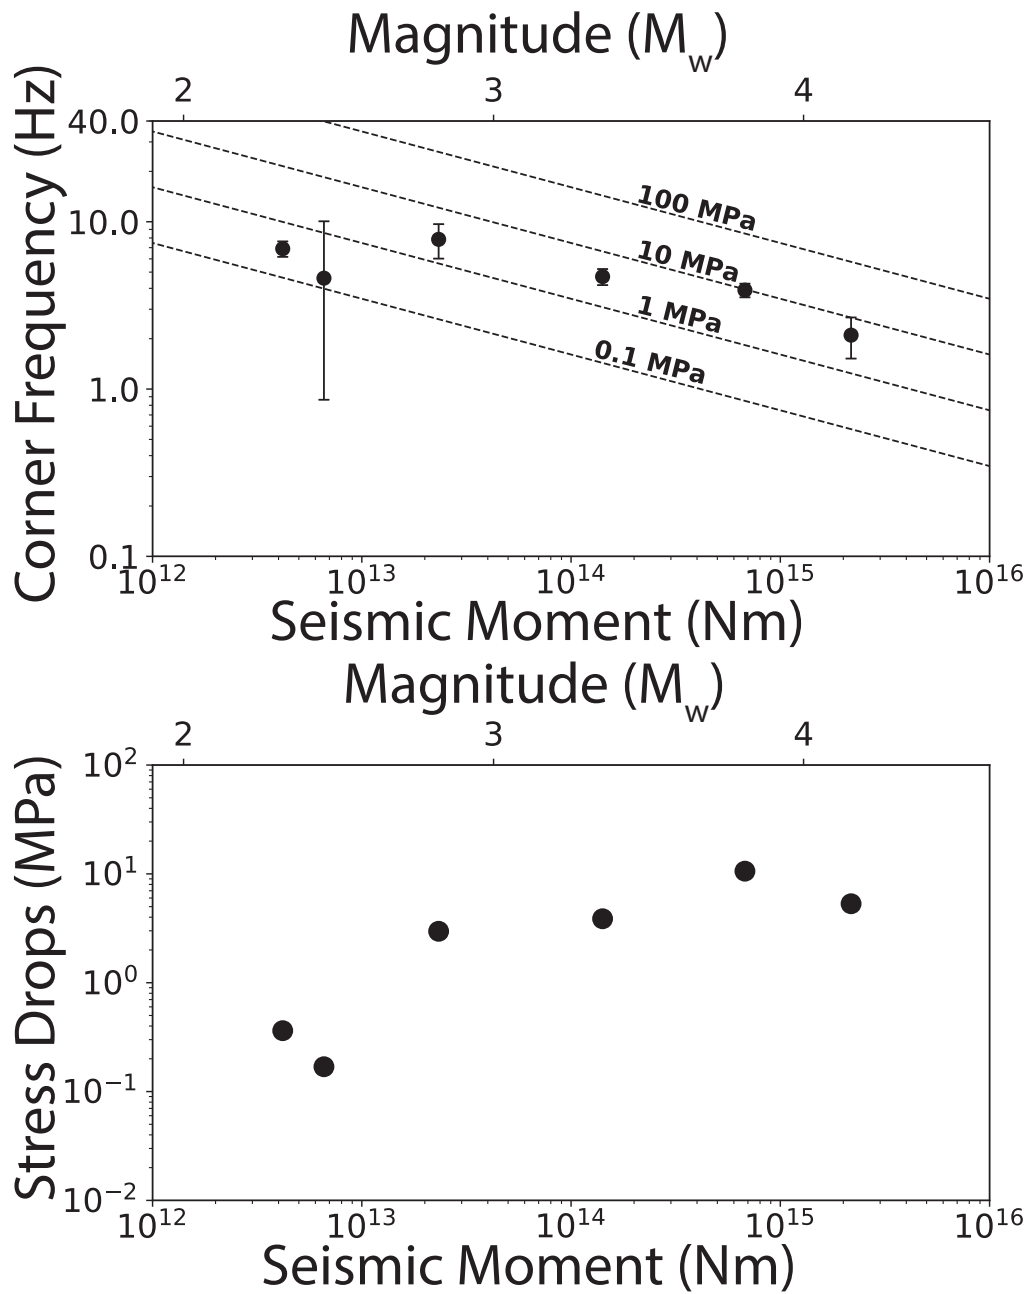 Magnitude (Mw)
2 3 4
Corner Frequency (Hz)
40.0
10.0
1.0
0.1
100 MPa
10 MPa
1 MPa
0.1 MPa
10^12 10^13 10^14 10^15 10^16
Seismic Moment (Nm)
Magnitude (Mw)
2 3 4
Stress Drops (MPa)
10^2
10^1
10^0
10^−1
10^−2
10^12 10^13 10^14 10^15 10^16
Seismic Moment (Nm)